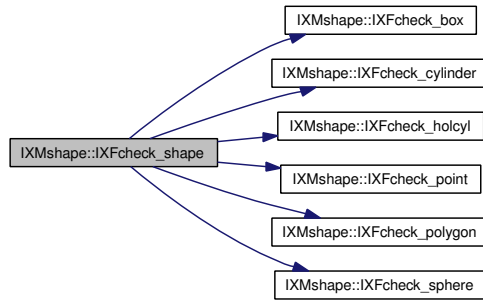 IXMshape::IXFcheck_box
IXMshape::IXFcheck_cylinder
IXMshape::IXFcheck_holcyl
IXMshape::IXFcheck_shape
IXMshape::IXFcheck_point
IXMshape::IXFcheck_polygon
IXMshape::IXFcheck_sphere